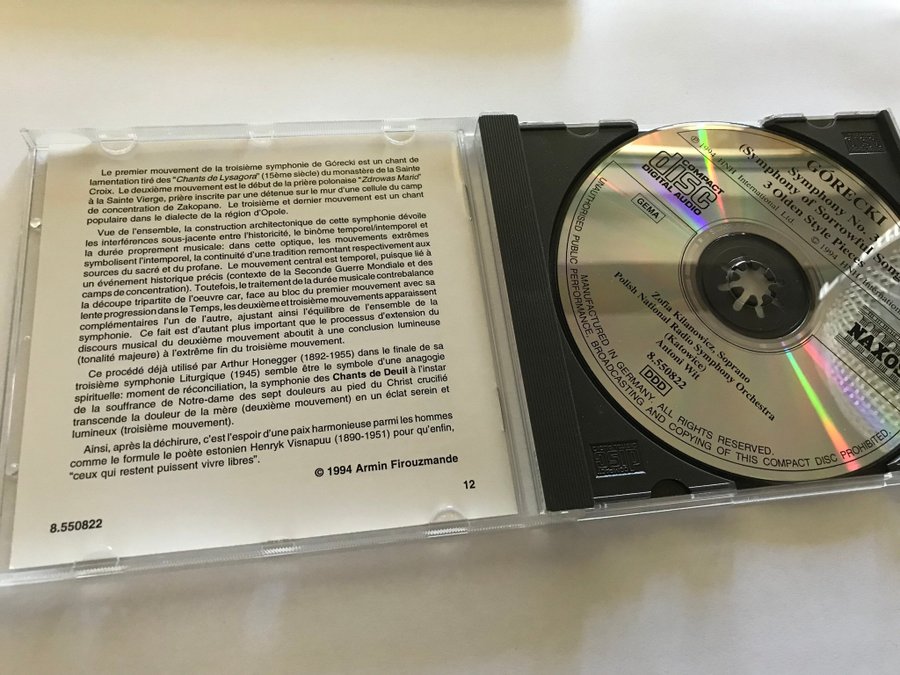 Le premier mouvement de la troisième symphonie de Górecki est un chant de
lamentation tiré des "Chants de Lysagora" (15ème siècle) du monastère de la Sainte
Croix. Le deuxième mouvement est le début de la prière polonaise "Zdrowas Mario"
à la Sainte Vierge, prière inscrite par une détenue sur le mur d'une cellule du camp
de concentration de Zakopane. Le troisième et dernier mouvement est un chant
populaire dans le dialecte de la région d'Opole.
Vue de l'ensemble, la construction architectonique de cette symphonie dévoile
les interférences sous-jacente entre l'historicité, le binôme temporel/intemporel et
la durée proprement musicale: dans cette optique, les mouvements extrêmes
symbolisent l'intemporel, la continuité d'une tradition remontant respectivement aux
sources du sacré et du profane. Le mouvement central est temporel, puisque lié à
un événement historique précis (contexte de la Seconde Guerre Mondiale et des
camps de concentration). Toutefois, le traitement de la durée musicale contrebalance
la découpe tripartite de l'oeuvre car, face au bloc du premier mouvement avec sa
lente progression dans le Temps, les deuxième et troisième mouvements apparaissent
complémentaires l'un de l'autre, ajustant ainsi l'équilibre de l'ensemble de la
symphonie. Ce fait est d'autant plus important que le processus d'extension du
discours musical du deuxième mouvement aboutit à une conclusion lumineuse
(tonalité majeure) à l'extrême fin du troisième mouvement.
Ce procédé déjà utilisé par Arthur Honegger (1892-1955) dans le finale de sa
troisième symphonie Liturgique (1945) semble être le symbole d'une anagogie
spirituelle: moment de réconciliation, la symphonie des Chants de Deuil à l'instar
de la souffrance de Notre-dame des sept douleurs au pied du Christ crucifié
transcenda la douleur de la mère (deuxième mouvement) en un éclat serein et
lumineux (troisième mouvement).
Ainsi, après la déchirure, c'est l'espoir d'une paix harmonieuse parmi les hommes
comme le formule le poète estonien Henryk Visnapuu (1890-1951) pour qu'enfin,
"ceux qui restent puissent vivre libres".
© 1994 Armin Firouzmande
12
8.550822
GÓRECKI
Symphony No. 3
(Symphony of Sorrowful Songs)
3 Olden Style Pieces
℗ 1994 HNH International Ltd.
© 1994 HNH International
COMPACT
disc
DIGITAL AUDIO
GEMA
NAXOS
Zofia Kilanowicz, Soprano
Polish National Radio Symphony Orchestra
(Katowice)
Antoni Wit
8.550822
DDD
MANUFACTURED IN GERMANY. ALL RIGHTS RESERVED.
UNAUTHORISED PUBLIC PERFORMANCE, BROADCASTING AND COPYING OF THIS COMPACT DISC PROHIBITED.